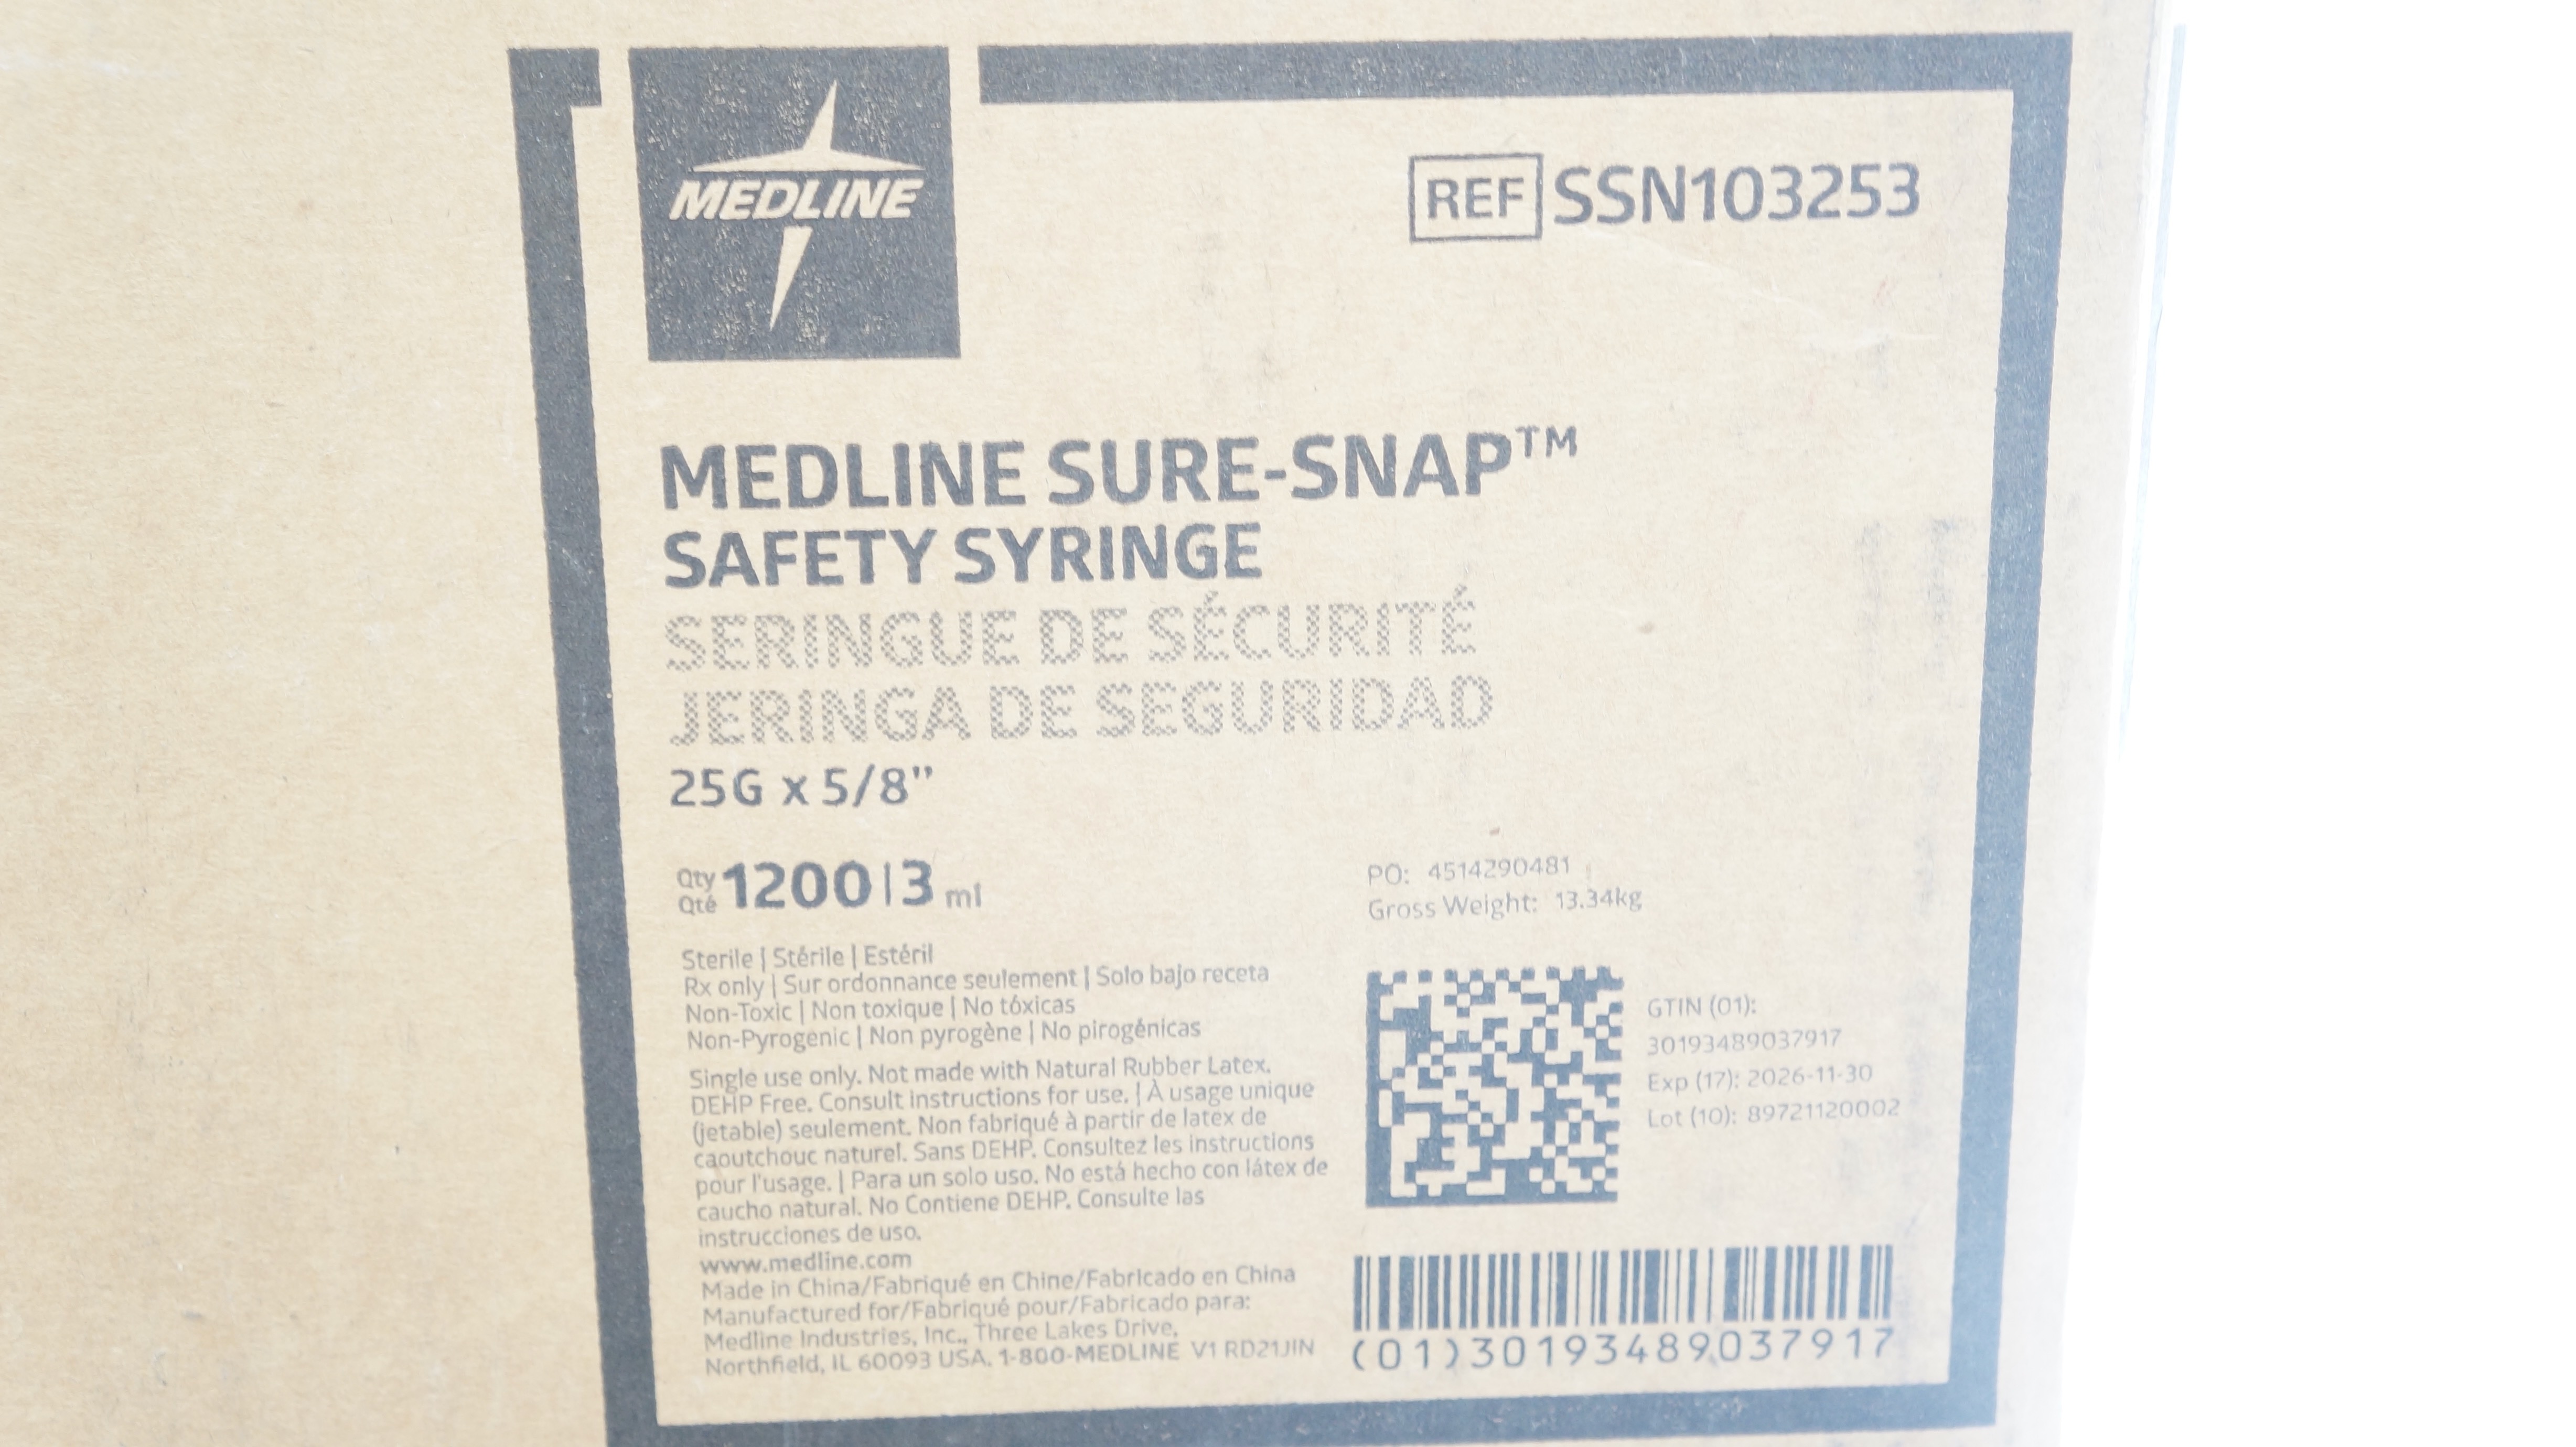 MEDLINE
REF SSN103253
MEDLINE SURE-SNAP™
SAFETY SYRINGE
SERINGUE DE SÉCURITÉ
JERINGA DE SEGURIDAD
25G x 5/8"
Qty
Qté 1200|3 ml
PO: 4514290481
Gross Weight: 13.34kg
Sterile | Stérile | Estéril
Rx only | Sur ordonnance seulement | Solo bajo receta
Non-Toxic | Non toxique | No tóxicas
Non-Pyrogenic | Non pyrogène | No pirogénicas
Single use only. Not made with Natural Rubber Latex.
DEHP Free. Consult instructions for use. | À usage unique
(jetable) seulement. Non fabriqué à partir de latex de
caoutchouc naturel. Sans DEHP. Consultez les instructions
pour l'usage. | Para un solo uso. No está hecho con látex de
caucho natural. No Contiene DEHP. Consulte las
instrucciones de uso.
www.medline.com
Made in China/Fabriqué en Chine/Fabricado en China
Manufactured for/Fabriqué pour/Fabricado para:
Medline Industries, Inc., Three Lakes Drive,
Northfield, IL 60093 USA. 1-800-MEDLINE V1 RD21JIN
GTIN (01):
30193489037917
Exp (17): 2026-11-30
Lot (10): 89721120002
(01)30193489037917